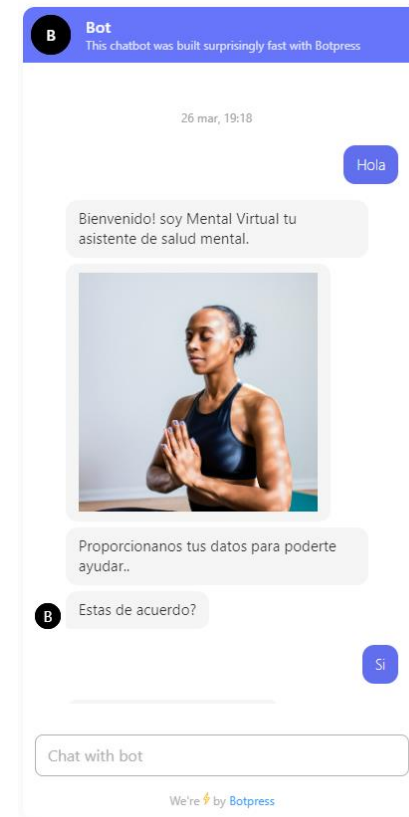 B
Bot
This chatbot was built surprisingly fast with Botpress
26 mar, 19:18
Hola
Bienvenido! soy Mental Virtual tu
asistente de salud mental.
Proporcionanos tus datos para poderte
ayudar..
B
Estas de acuerdo?
Si
Chat with bot
We're ⚡ by Botpress